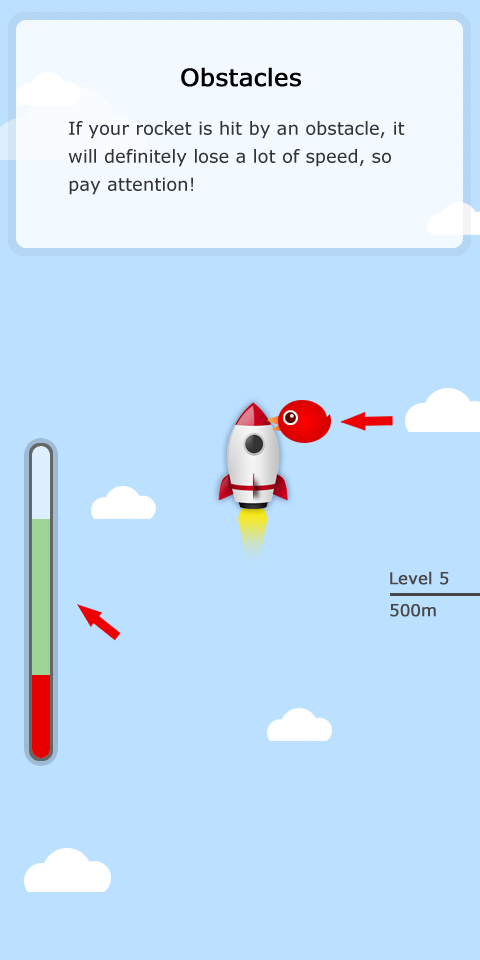 Obstacles
If your rocket is hit by an obstacle, it
will definitely lose a lot of speed, so
pay attention!
Level 5
500m